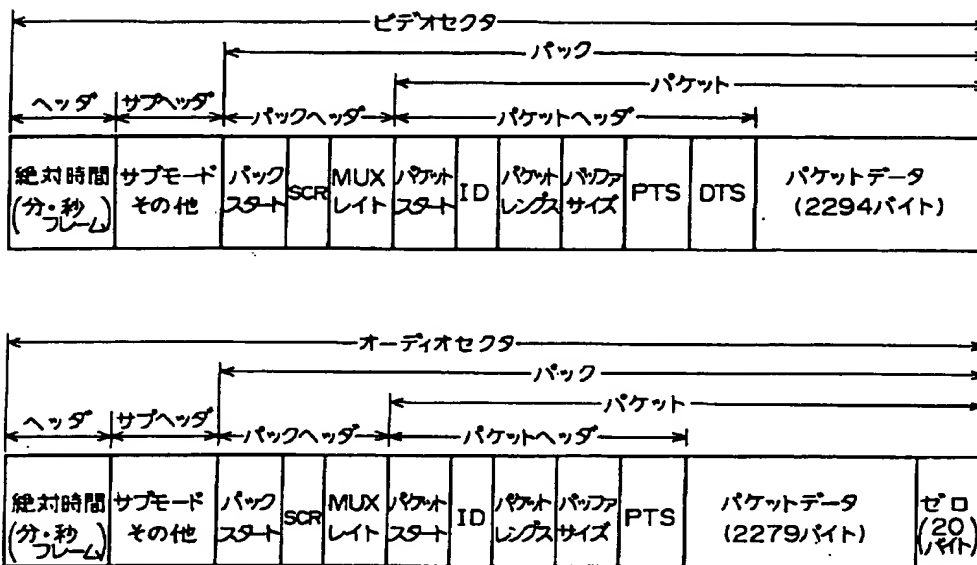 ビデオセクタ
パック
パケット
ヘッダ サブヘッダ パックヘッダ パケットヘッダ
絶対時間 (分・秒 フレーム)
サブモード その他
パック スタート
SCR
MUX レイト
パケット スタート
ID
パケット レングス
バッファ サイズ
PTS
DTS
パケットデータ (2294バイト)
オーディオセクタ
パック
パケット
ヘッダ サブヘッダ パックヘッダ パケットヘッダ
絶対時間 (分・秒 フレーム)
サブモード その他
パック スタート
SCR
MUX レイト
パケット スタート
ID
パケット レングス
バッファ サイズ
PTS
パケットデータ (2279バイト)
ゼロ (20 バイト)